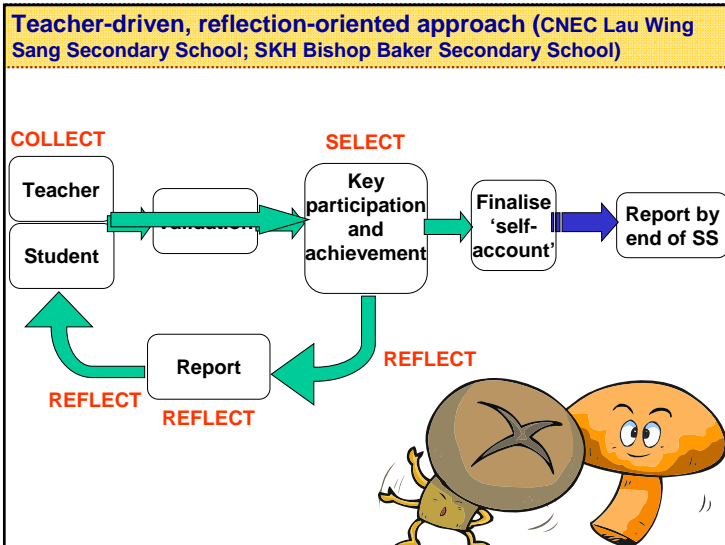 Teacher-driven, reflection-oriented approach (CNEC Lau Wing
Sang Secondary School; SKH Bishop Baker Secondary School)
COLLECT
SELECT
Teacher
Student
Validation
Key
participation
and
achievement
Finalise
‘self-
account’
Report by
end of SS
Report
REFLECT
REFLECT
REFLECT